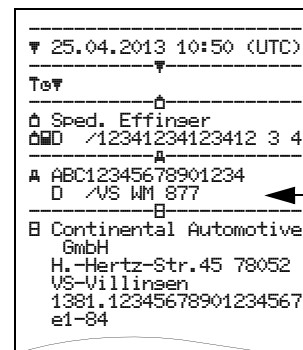 ▼ 25.04.2013 10:50 (UTC)
T⊙▼
Sped. Effinger
D /12341234123412 3 4
A ABC12345678901234
D /VS WM 877
Continental Automotive
GmbH
H.-Hertz-Str.45 78052
VS-Villingen
1381.12345678901234567
e1-84